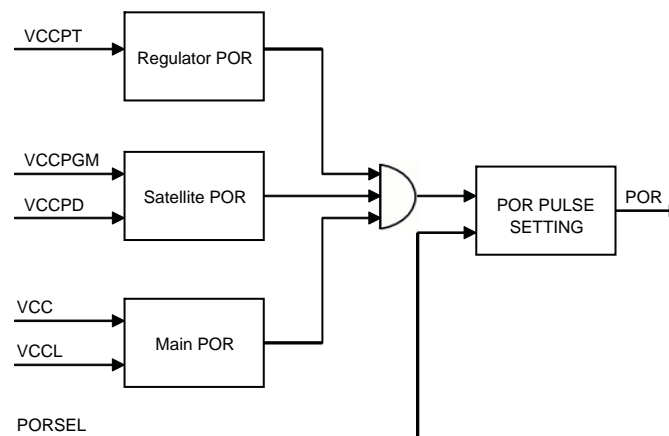 VCCPT
Regulator POR
VCCPGM
VCCPD
Satellite POR
VCC
VCCL
Main POR
PORSEL
POR PULSE
SETTING
POR